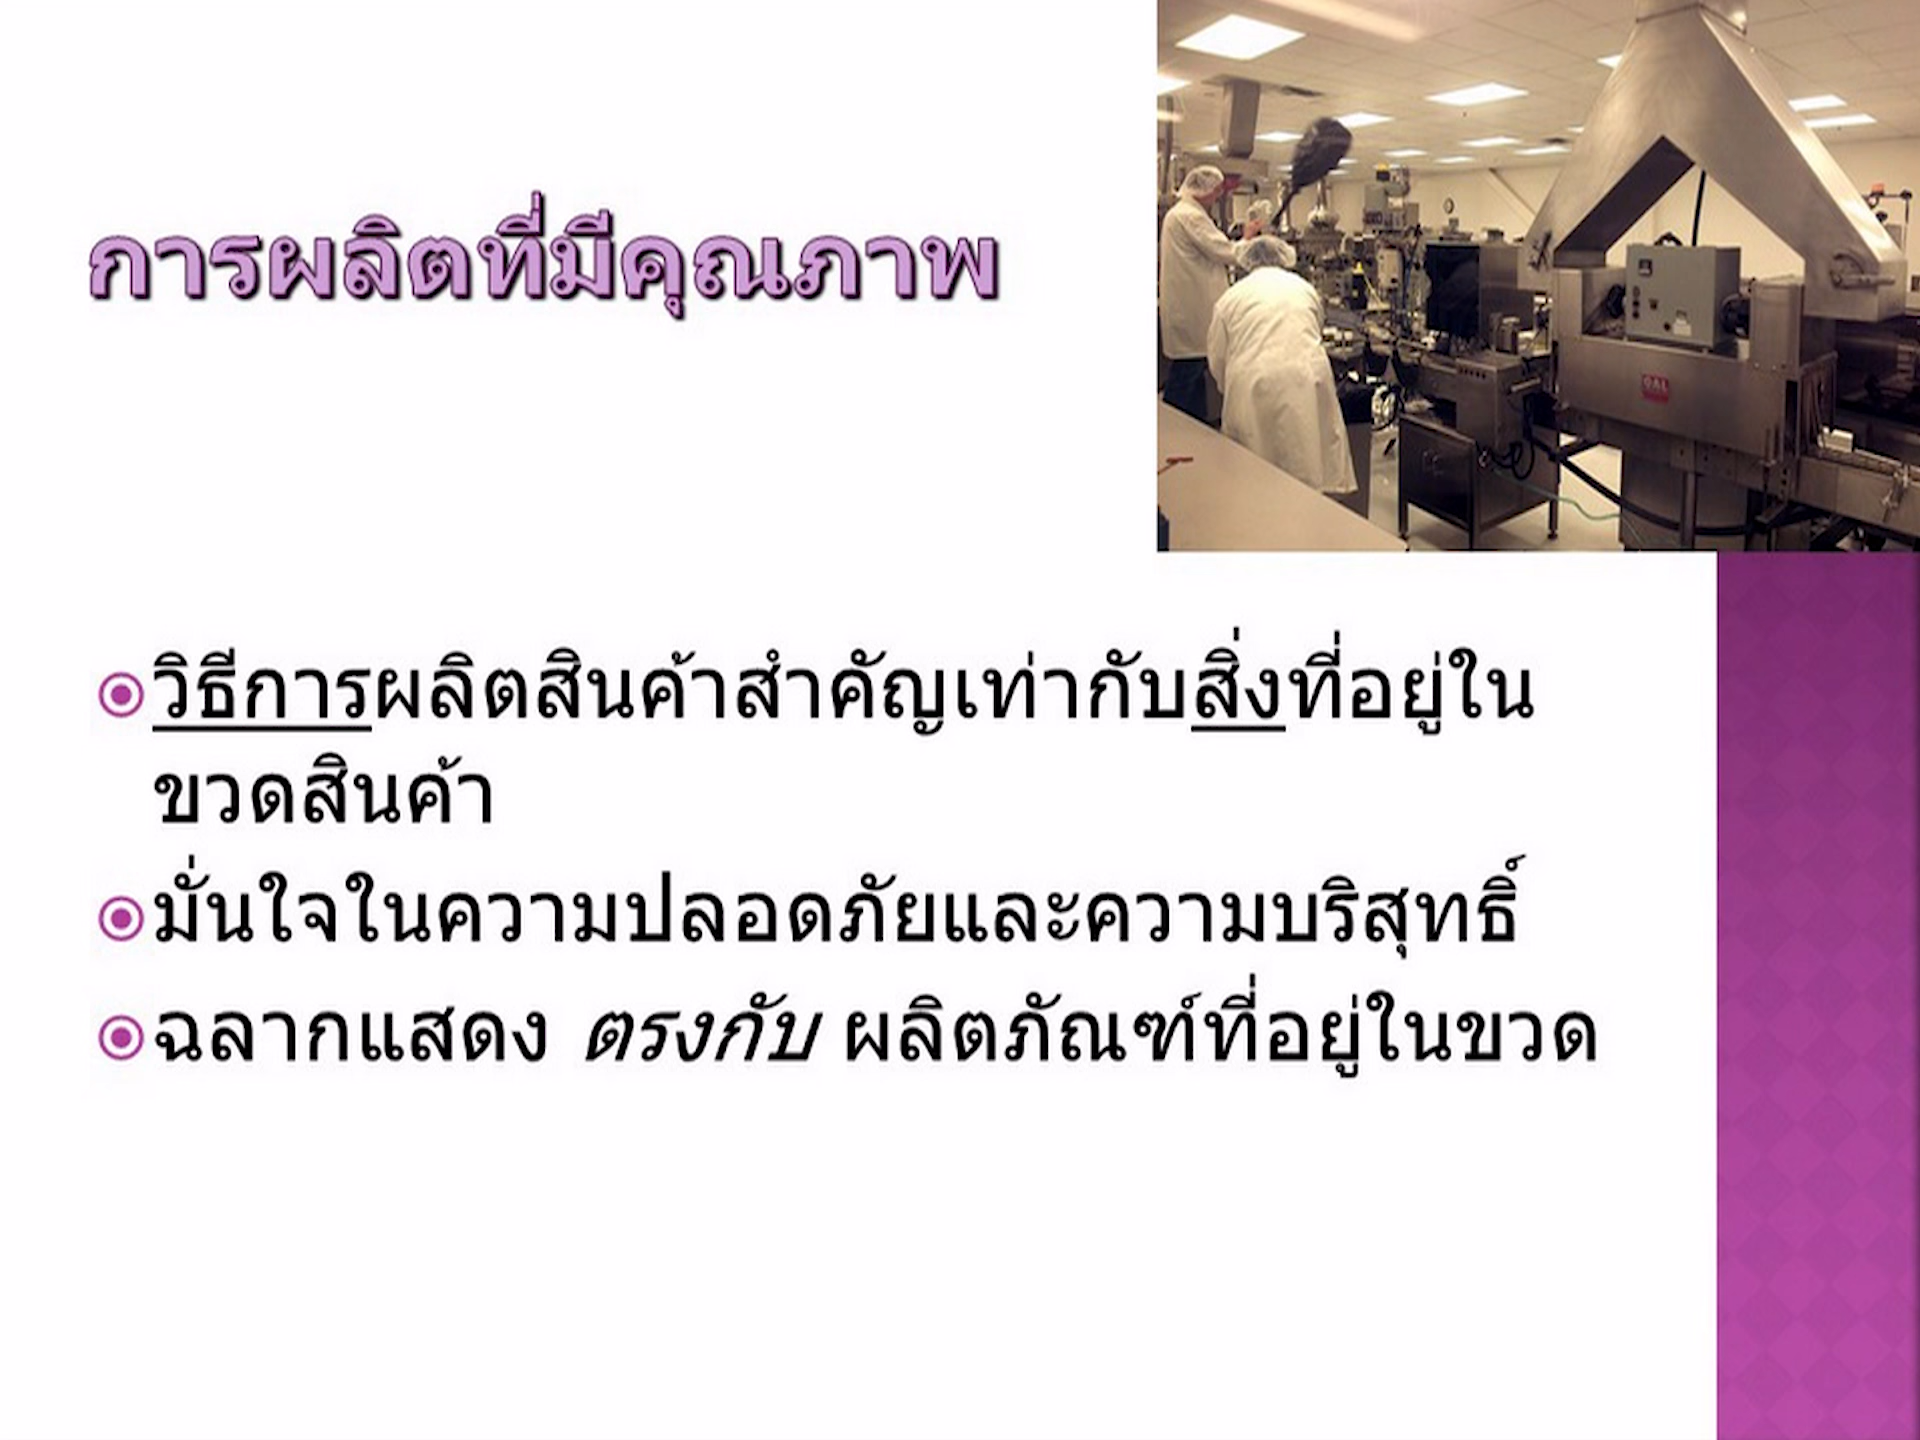 การผลิตที่มีคุณภาพ
วิธีการผลิตสินค้าสำคัญเท่ากับสิ่งที่อยู่ใน
ขวดสินค้า
มั่นใจในความปลอดภัยและความบริสุทธิ์
ฉลากแสดง ตรงกับ ผลิตภัณฑ์ที่อยู่ในขวด